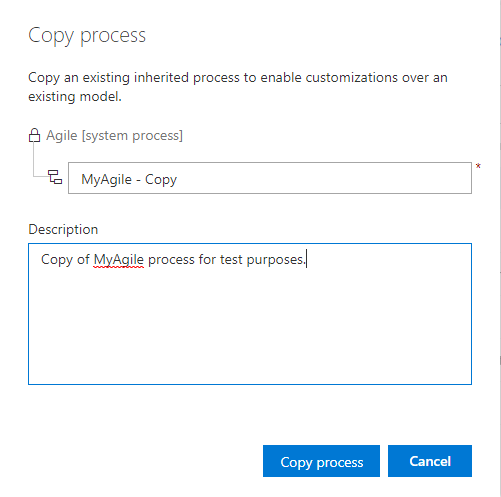 Copy process
Copy an existing inherited process to enable customizations over an
existing model.
Agile [system process]
MyAgile - Copy
*
Description
Copy of MyAgile process for test purposes.
Copy process
Cancel